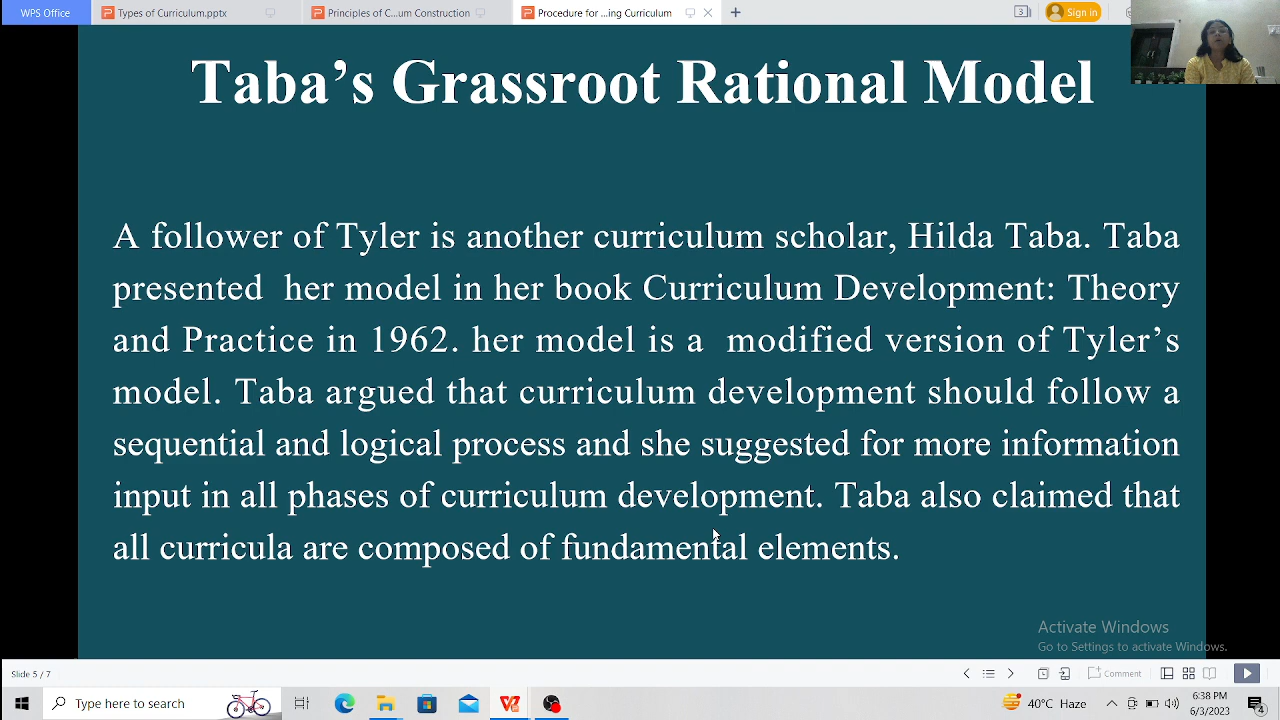 WPS Office
Types of Curriculum.pptx
Principles of C...um Construction
Procedure for ...ing Curriculum
3
Sign in
Taba’s Grassroot Rational Model
A follower of Tyler is another curriculum scholar, Hilda Taba. Taba
presented her model in her book Curriculum Development: Theory
and Practice in 1962. her model is a modified version of Tyler’s
model. Taba argued that curriculum development should follow a
sequential and logical process and she suggested for more information
input in all phases of curriculum development. Taba also claimed that
all curricula are composed of fundamental elements.
Activate Windows
Go to Settings to activate Windows.
Slide 5 / 7
Comment
Type here to search
40°C Haze
6:38 PM
6/3/2023
4